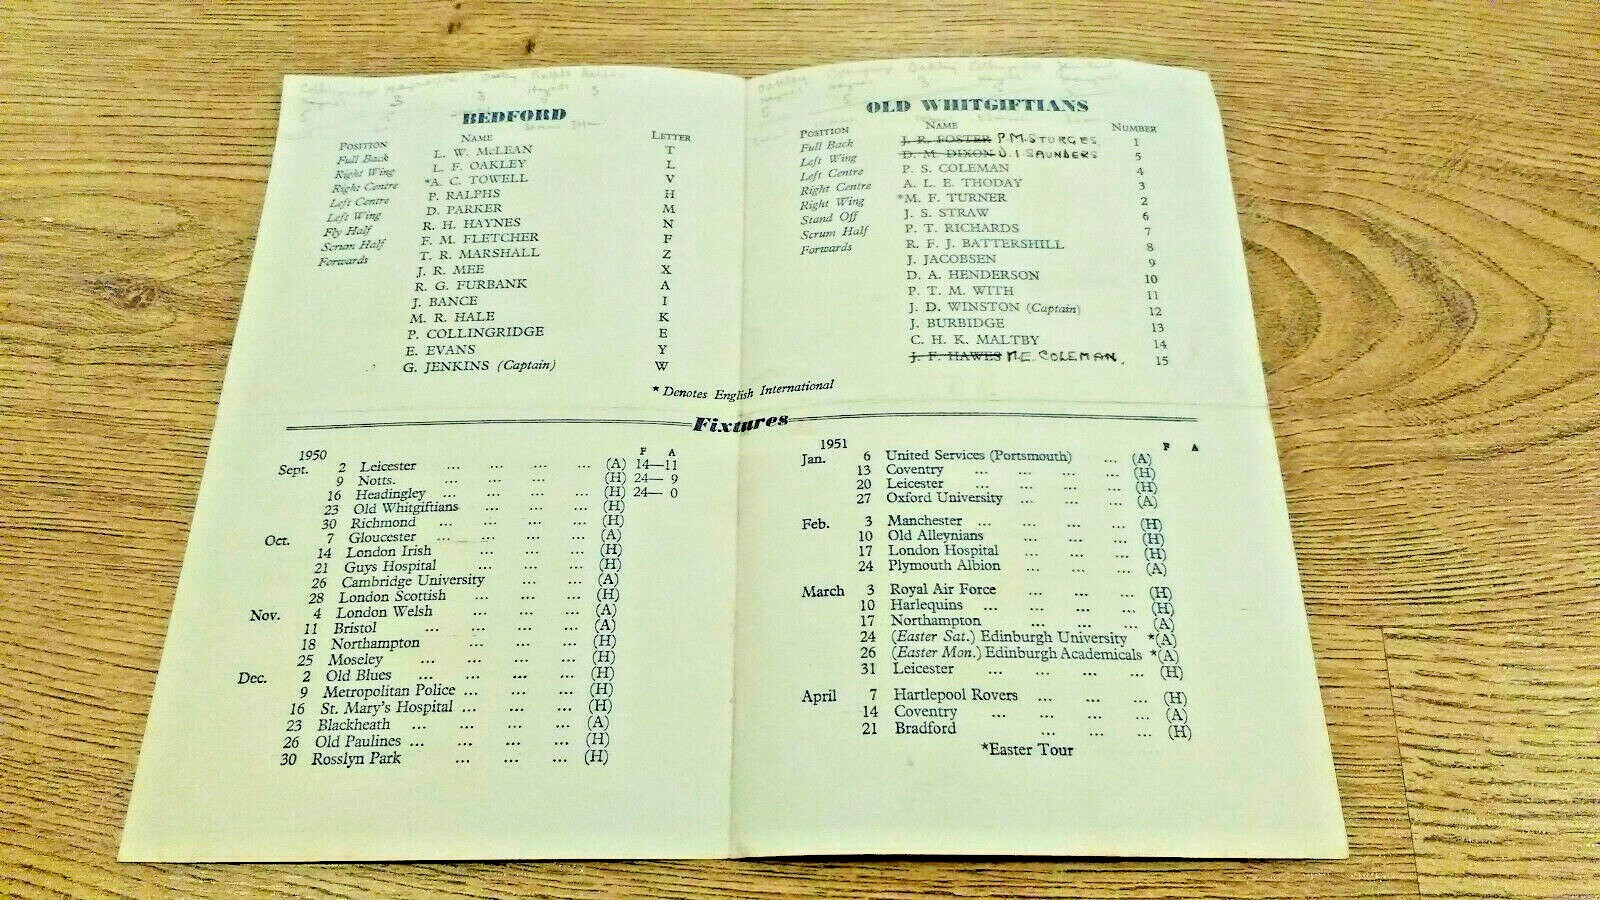 BEDFORD
POSITION NAME LETTER
Full Back L. W. McLEAN T
Right Wing L. F. OAKLEY L
Right Centre *A. C. TOWELL V
Left Centre P. RALPHS H
Left Wing D. PARKER M
Fly Half R. H. HAYNES N
Scrum Half F. M. FLETCHER F
Forwards T. R. MARSHALL Z
J. R. MEE X
R. G. FURBANK A
J. BANCE I
M. R. HALE K
P. COLLINGRIDGE E
E. EVANS Y
G. JENKINS (Captain) W
OLD WHITGIFTIANS
POSITION NAME NUMBER
Full Back J. R. FOSTER P.M. STURGES 1
Left Wing D. M. DIXON D. I. SAUNDERS 5
Left Centre P. S. COLEMAN 4
Right Centre A. L. E. THODAY 3
Right Wing *M. F. TURNER 2
Stand Off J. S. STRAW 6
Scrum Half P. T. RICHARDS 7
Forwards R. F. J. BATTERSHILL 8
J. JACOBSEN 9
D. A. HENDERSON 10
P. T. M. WITH 11
J. D. WINSTON (Captain) 12
J. BURBIDGE 13
C. H. K. MALTBY 14
J. F. HAWES M.E. COLEMAN. 15
* Denotes English International
Fixtures
1950 F A
Sept. 2 Leicester ... ... ... ... (A) 14—11
9 Notts. ... ... ... (H) 24— 9
16 Headingley ... ... ... ... (H) 24— 0
23 Old Whitgiftians ... ... ... (H)
30 Richmond ... ... ... ... (H)
Oct. 7 Gloucester ... ... ... ... (A)
14 London Irish ... ... ... (H)
21 Guys Hospital ... ... ... (H)
26 Cambridge University ... ... (A)
28 London Scottish ... ... ... (H)
Nov. 4 London Welsh ... ... ... (A)
11 Bristol ... ... ... ... (A)
18 Northampton ... ... ... (H)
25 Moseley ... ... ... ... (H)
Dec. 2 Old Blues ... ... ... ... (H)
9 Metropolitan Police ... ... ... (H)
16 St. Mary's Hospital ... ... ... (H)
23 Blackheath ... ... ... ... (A)
26 Old Paulines ... ... ... ... (H)
30 Rosslyn Park ... ... ... (H)
1951 F A
Jan. 6 United Services (Portsmouth) ... (A)
13 Coventry ... ... ... ... (H)
20 Leicester ... ... ... ... (H)
27 Oxford University ... ... ... (A)
Feb. 3 Manchester ... ... ... ... (H)
10 Old Alleynians ... ... ... (H)
17 London Hospital ... ... ... (H)
24 Plymouth Albion ... ... ... (A)
March 3 Royal Air Force ... ... ... (H)
10 Harlequins ... ... ... ... (H)
17 Northampton ... ... ... (A)
24 (Easter Sat.) Edinburgh University *(A)
26 (Easter Mon.) Edinburgh Academicals *(A)
31 Leicester ... ... ... ... (H)
April 7 Hartlepool Rovers ... ... ... (H)
14 Coventry ... ... ... ... (A)
21 Bradford ... ... ... (H)
*Easter Tour